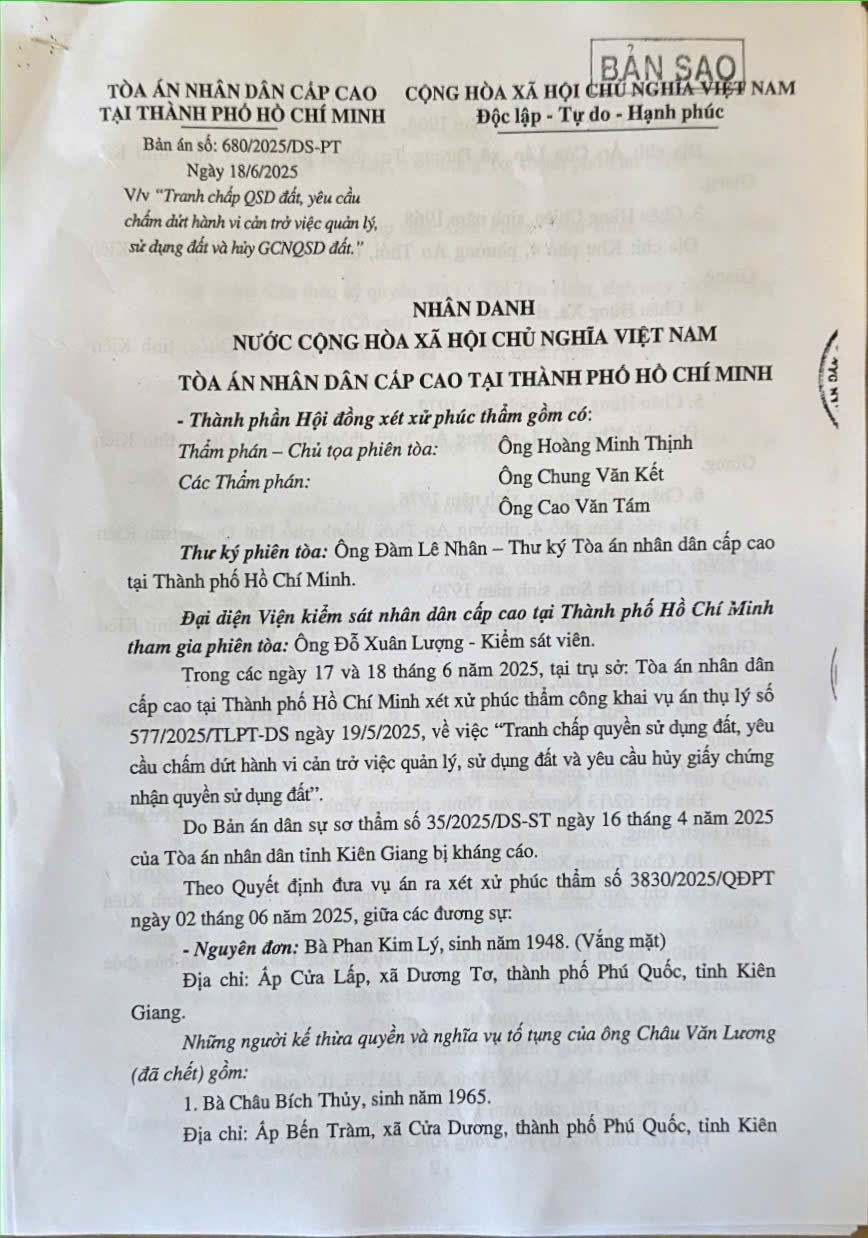 BẢN SAO
TÒA ÁN NHÂN DÂN CẤP CAO
TẠI THÀNH PHỐ HỒ CHÍ MINH
CỘNG HÒA XÃ HỘI CHỦ NGHĨA VIỆT NAM
Độc lập - Tự do - Hạnh phúc
Bản án số: 680/2025/DS-PT
Ngày 18/6/2025
V/v “Tranh chấp QSD đất, yêu cầu
chấm dứt hành vi cản trở việc quản lý,
sử dụng đất và hủy GCNQSD đất.”
NHÂN DANH
NƯỚC CỘNG HÒA XÃ HỘI CHỦ NGHĨA VIỆT NAM
TÒA ÁN NHÂN DÂN CẤP CAO TẠI THÀNH PHỐ HỒ CHÍ MINH
- Thành phần Hội đồng xét xử phúc thẩm gồm có:
Thẩm phán – Chủ tọa phiên tòa: Ông Hoàng Minh Thịnh
Các Thẩm phán: Ông Chung Văn Kết
Ông Cao Văn Tám
Thư ký phiên tòa: Ông Đàm Lê Nhân – Thư ký Tòa án nhân dân cấp cao
tại Thành phố Hồ Chí Minh.
Đại diện Viện kiểm sát nhân dân cấp cao tại Thành phố Hồ Chí Minh
tham gia phiên tòa: Ông Đỗ Xuân Lượng - Kiểm sát viên.
Trong các ngày 17 và 18 tháng 6 năm 2025, tại trụ sở: Tòa án nhân dân
cấp cao tại Thành phố Hồ Chí Minh xét xử phúc thẩm công khai vụ án thụ lý số
577/2025/TLPT-DS ngày 19/5/2025, về việc “Tranh chấp quyền sử dụng đất, yêu
cầu chấm dứt hành vi cản trở việc quản lý, sử dụng đất và yêu cầu hủy giấy chứng
nhận quyền sử dụng đất”.
Do Bản án dân sự sơ thẩm số 35/2025/DS-ST ngày 16 tháng 4 năm 2025
của Tòa án nhân dân tỉnh Kiên Giang bị kháng cáo.
Theo Quyết định đưa vụ án ra xét xử phúc thẩm số 3830/2025/QĐPT
ngày 02 tháng 06 năm 2025, giữa các đương sự:
- Nguyên đơn: Bà Phan Kim Lý, sinh năm 1948. (Vắng mặt)
Địa chỉ: Ấp Cửa Lấp, xã Dương Tơ, thành phố Phú Quốc, tỉnh Kiên
Giang.
Những người kế thừa quyền và nghĩa vụ tố tụng của ông Châu Văn Lương
(đã chết) gồm:
1. Bà Châu Bích Thủy, sinh năm 1965.
Địa chỉ: Ấp Bến Tràm, xã Cửa Dương, thành phố Phú Quốc, tỉnh Kiên